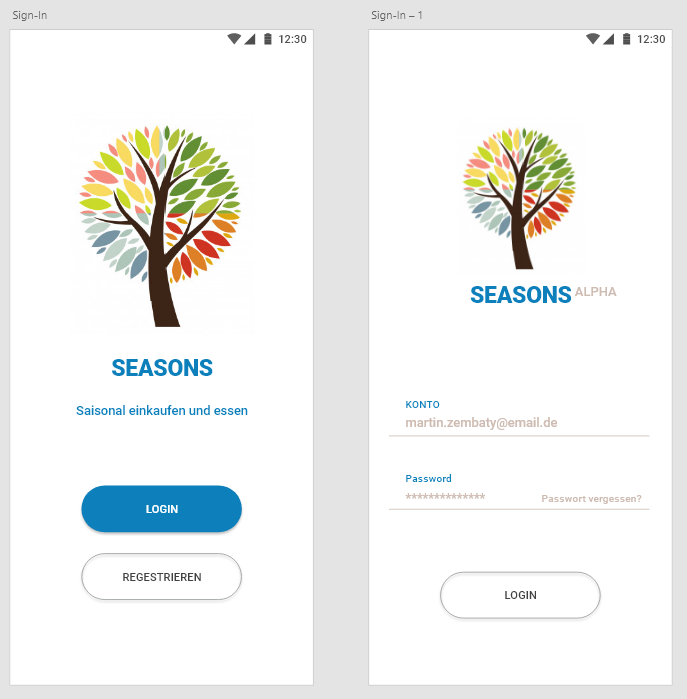 Sign-In
12:30
SEASONS
Saisonal einkaufen und essen
LOGIN
REGESTRIEREN
Sign-In – 1
12:30
SEASONS ALPHA
KONTO
martin.zembaty@email.de
Password
************** Passwort vergessen?
LOGIN